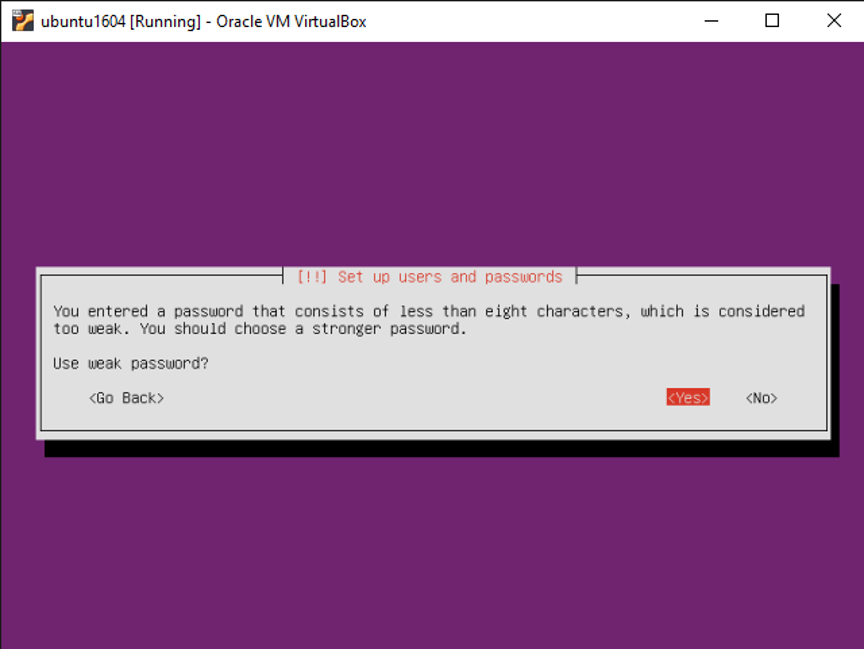 ubuntu1604 [Running] - Oracle VM VirtualBox
[!!] Set up users and passwords
You entered a password that consists of less than eight characters, which is considered
too weak. You should choose a stronger password.
Use weak password?
<Go Back> <Yes> <No>